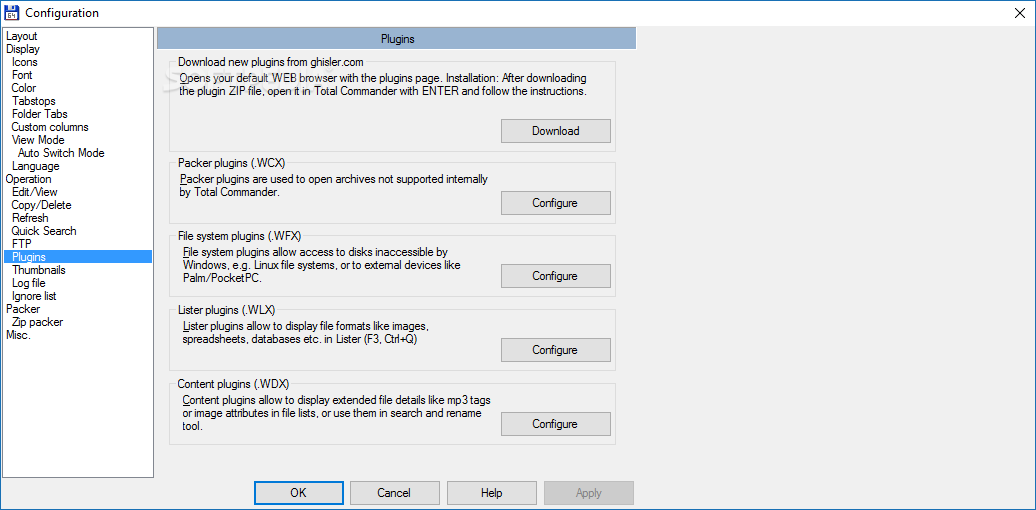 Configuration
Layout
Display
Icons
Font
Color
Tabstops
Folder Tabs
Custom columns
View Mode
Auto Switch Mode
Language
Operation
Edit/View
Copy/Delete
Refresh
Quick Search
FTP
Plugins
Thumbnails
Log file
Ignore list
Packer
Zip packer
Misc.
Plugins
Download new plugins from ghisler.com
Opens your default WEB browser with the plugins page. Installation: After downloading
the plugin ZIP file, open it in Total Commander with ENTER and follow the instructions.
Download
Packer plugins (.WCX)
Packer plugins are used to open archives not supported internally
by Total Commander.
Configure
File system plugins (.WFX)
File system plugins allow access to disks inaccessible by
Windows, e.g. Linux file systems, or to external devices like
Palm/PocketPC.
Configure
Lister plugins (.WLX)
Lister plugins allow to display file formats like images,
spreadsheets, databases etc. in Lister (F3, Ctrl+Q)
Configure
Content plugins (.WDX)
Content plugins allow to display extended file details like mp3 tags
or image attributes in file lists, or use them in search and rename
tool.
Configure
OK
Cancel
Help
Apply